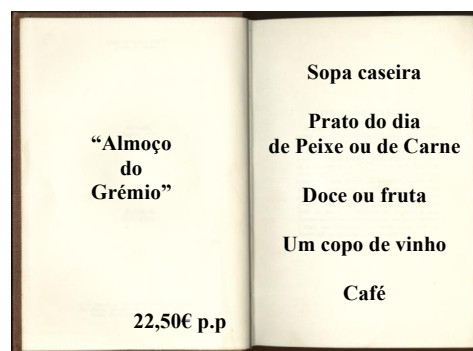 “Almoço
do
Grémio”
22,50€ p.p
Sopa caseira
Prato do dia
de Peixe ou de Carne
Doce ou fruta
Um copo de vinho
Café